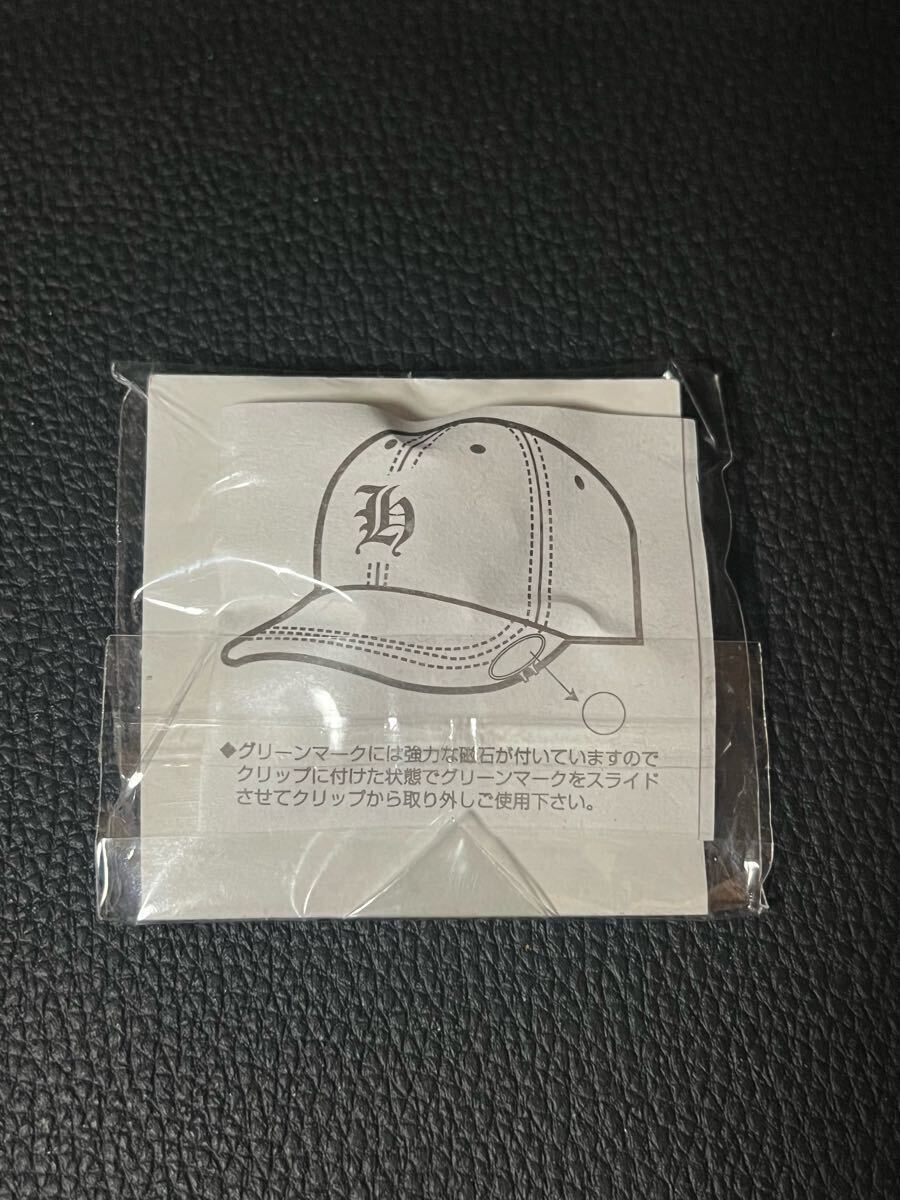 H
◆グリーンマークには強力な磁石が付いていますので
クリップに付けた状態でグリーンマークをスライド
させてクリップから取り外しご使用下さい。